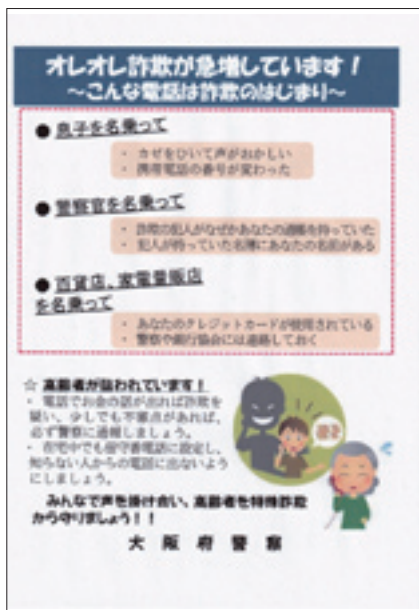 オレオレ詐欺が急増しています！
～こんな電話は詐欺のはじまり～
● 息子を名乗って
・ カゼをひいて声がおかしい
・ 携帯電話の番号が変わった
● 警察官を名乗って
・ 詐欺の犯人がなぜかあなたの通帳を持っていた
・ 犯人が持っていた名簿にあなたの名前がある
● 百貨店、家電量販店
を名乗って
・ あなたのクレジットカードが使用されている
・ 警察や銀行協会には連絡しておく
☆ 高齢者が狙われています！
・ 電話でお金の話が出れば詐欺を
疑い、少しでも不審点があれば、
必ず警察に通報しましょう。
・ 在宅中でも留守番電話に設定し、
知らない人からの電話に出ないよう
にしましょう。
みんなで声を掛け合い、高齢者を特殊詐欺
から守りましょう！！
大阪府警察